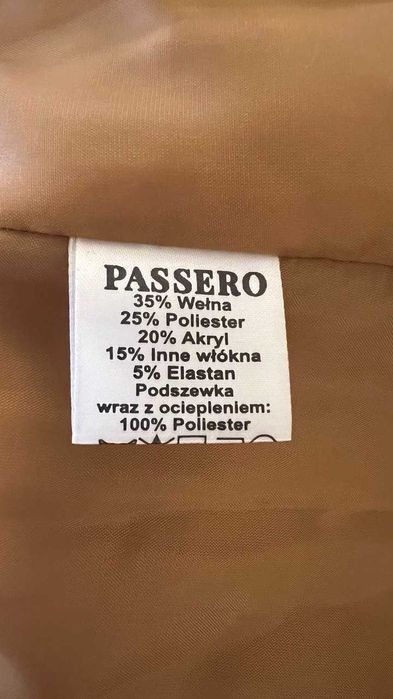 PASSERO
35% Wełna
25% Poliester
20% Akryl
15% Inne włókna
5% Elastan
Podszewka
wraz z ociepleniem:
100% Poliester